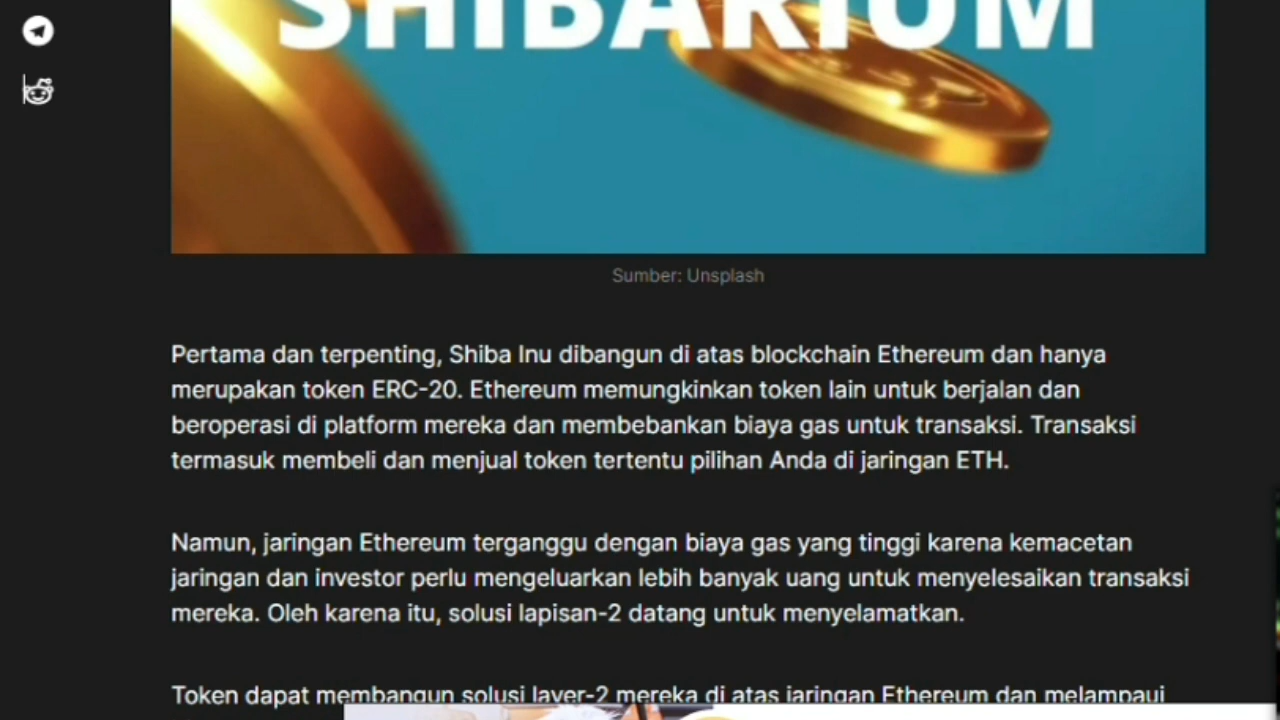 SHIBARIUM
Sumber: Unsplash
Pertama dan terpenting, Shiba Inu dibangun di atas blockchain Ethereum dan hanya
merupakan token ERC-20. Ethereum memungkinkan token lain untuk berjalan dan
beroperasi di platform mereka dan membebankan biaya gas untuk transaksi. Transaksi
termasuk membeli dan menjual token tertentu pilihan Anda di jaringan ETH.
Namun, jaringan Ethereum terganggu dengan biaya gas yang tinggi karena kemacetan
jaringan dan investor perlu mengeluarkan lebih banyak uang untuk menyelesaikan transaksi
mereka. Oleh karena itu, solusi lapisan-2 datang untuk menyelamatkan.
Token dapat membangun solusi layer-2 mereka di atas jaringan Ethereum dan melampaui